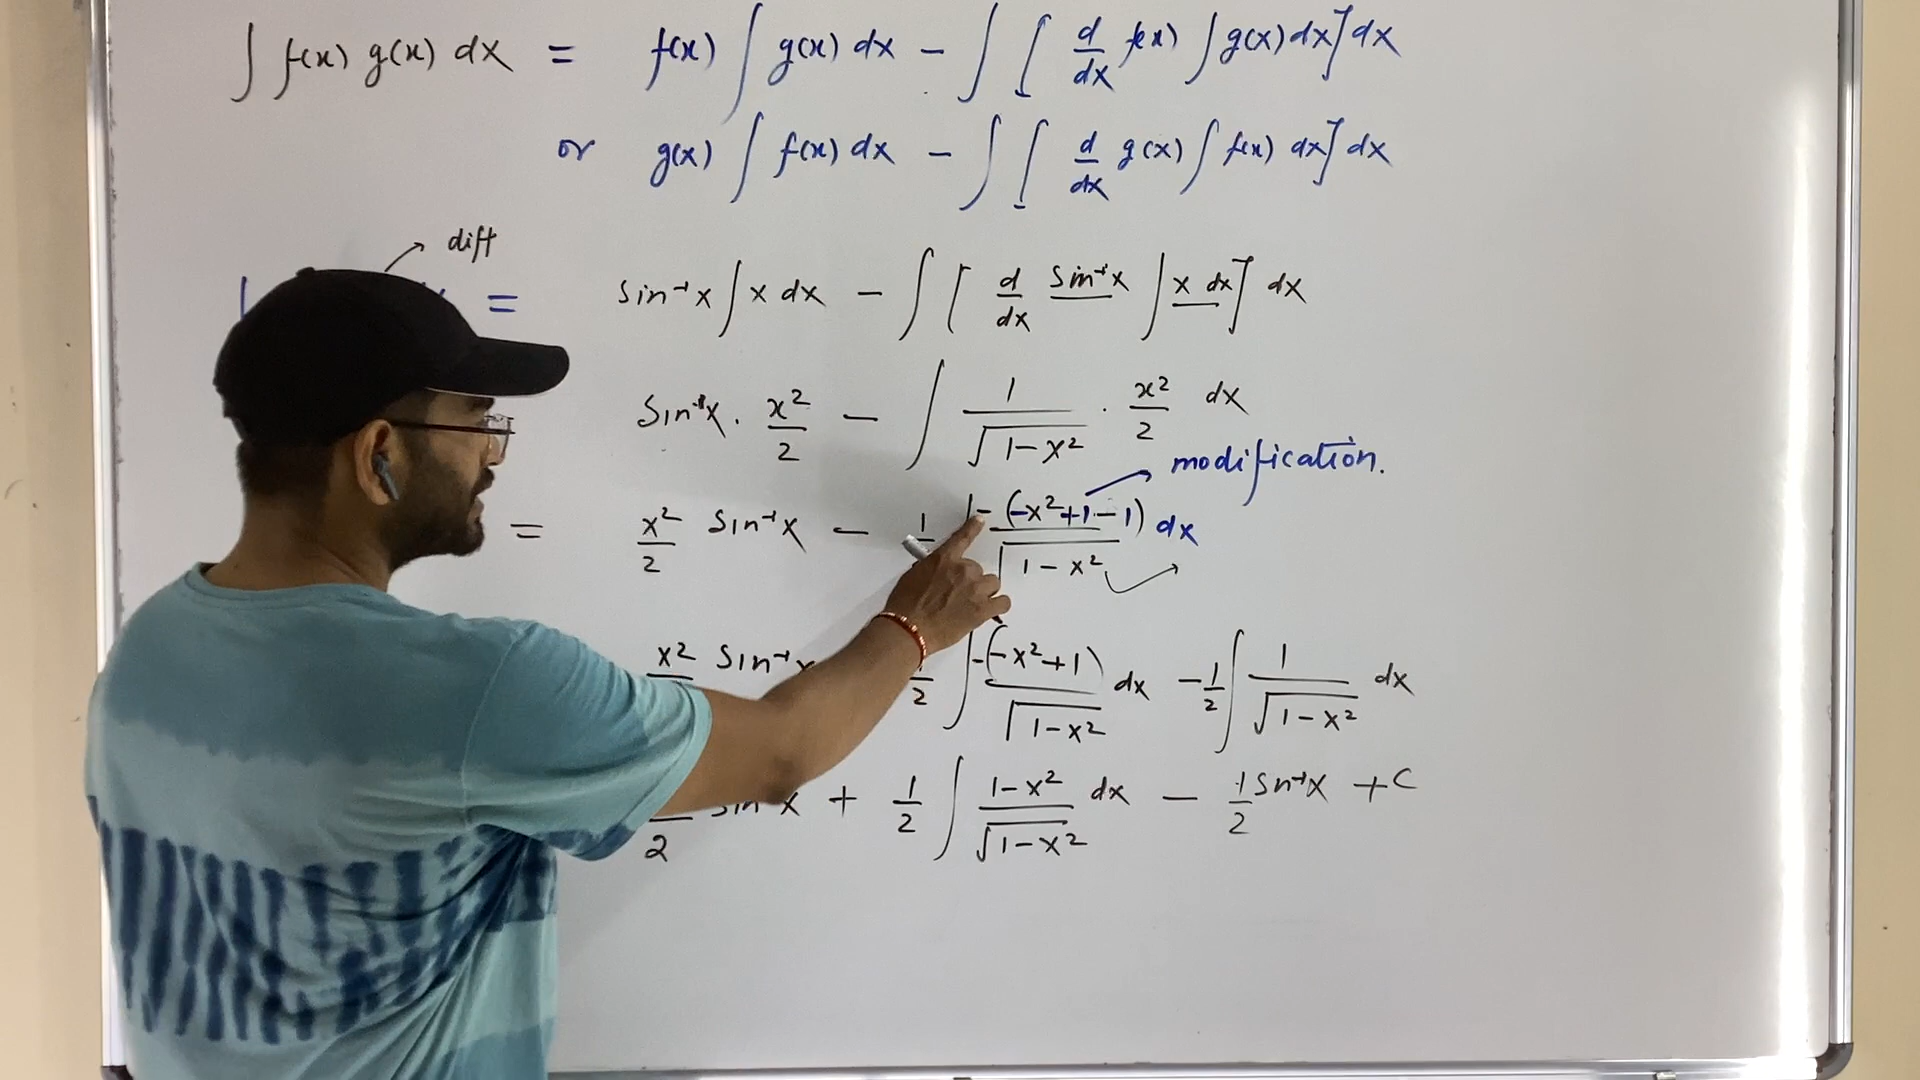 ∫ f(x) g(x) dx = f(x) ∫ g(x) dx − ∫ [ d/dx f(x) ∫ g(x) dx ] dx
or g(x) ∫ f(x) dx − ∫ [ d/dx g(x) ∫ f(x) dx ] dx
diff
= Sin⁻¹x ∫ x dx − ∫ [ d/dx Sin⁻¹x ∫ x dx ] dx
Sin⁻¹x . x²/2 − ∫ 1/√(1−x²) . x²/2 dx
modification.
= x²/2 Sin⁻¹x − 1 ∫ −(−x²+1−1)/√(1−x²) dx
x² Sin⁻¹x 1/2 ∫ −(−x²+1)/√(1−x²) dx − 1/2 ∫ 1/√(1−x²) dx
2 Sin⁻¹x + 1/2 ∫ (1−x²)/√(1−x²) dx − 1/2 Sn⁻¹x + C